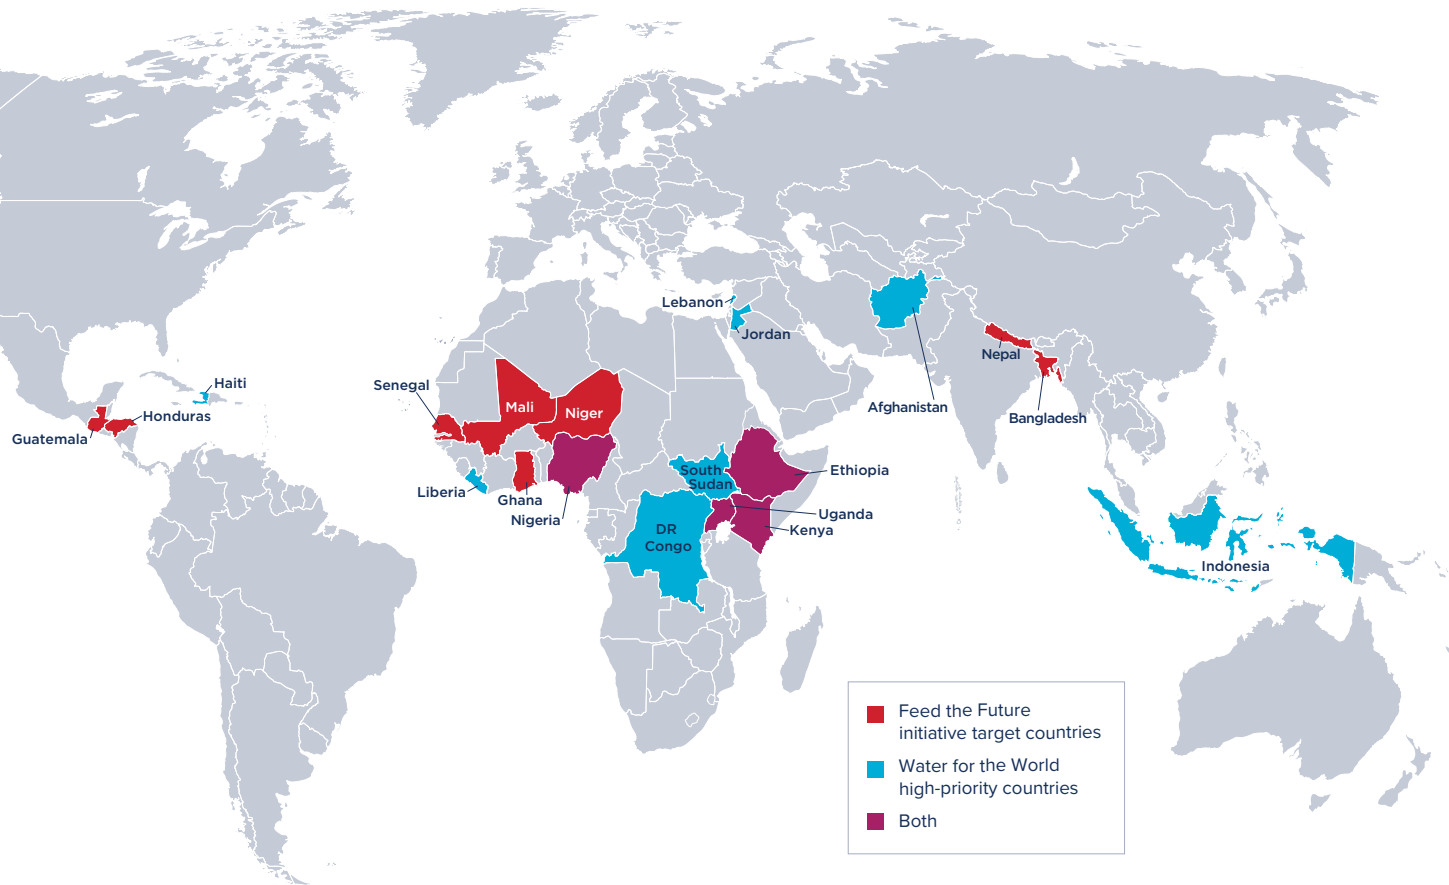 Lebanon
Jordan
Nepal
Haiti
Senegal
Honduras
Guatemala
Mali
Niger
Afghanistan
Bangladesh
Liberia
Ghana
Nigeria
South
Sudan
Ethiopia
Uganda
Kenya
DR
Congo
Indonesia
Feed the Future
initiative target countries
Water for the World
high-priority countries
Both